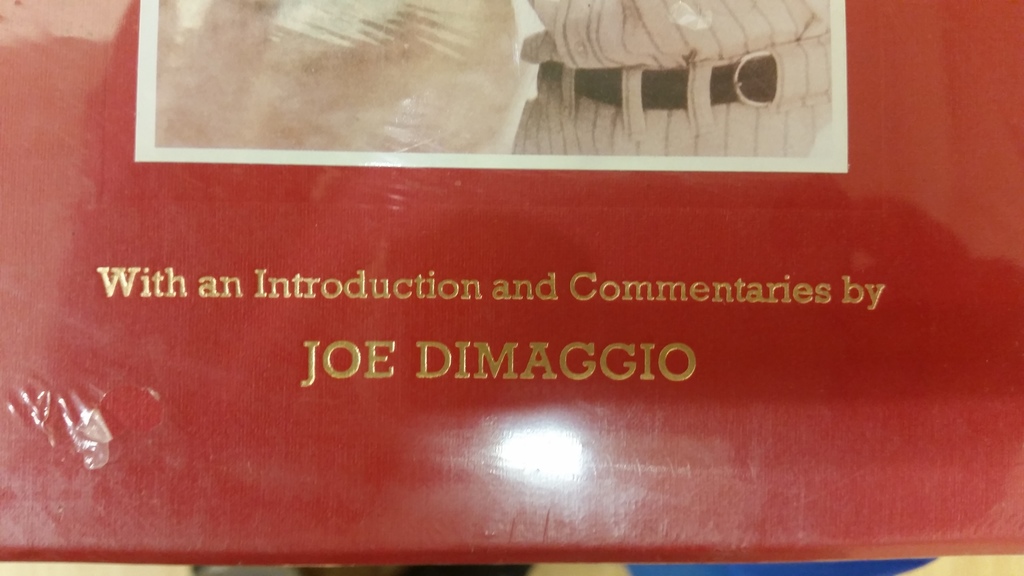 With an Introduction and Commentaries by
JOE DIMAGGIO